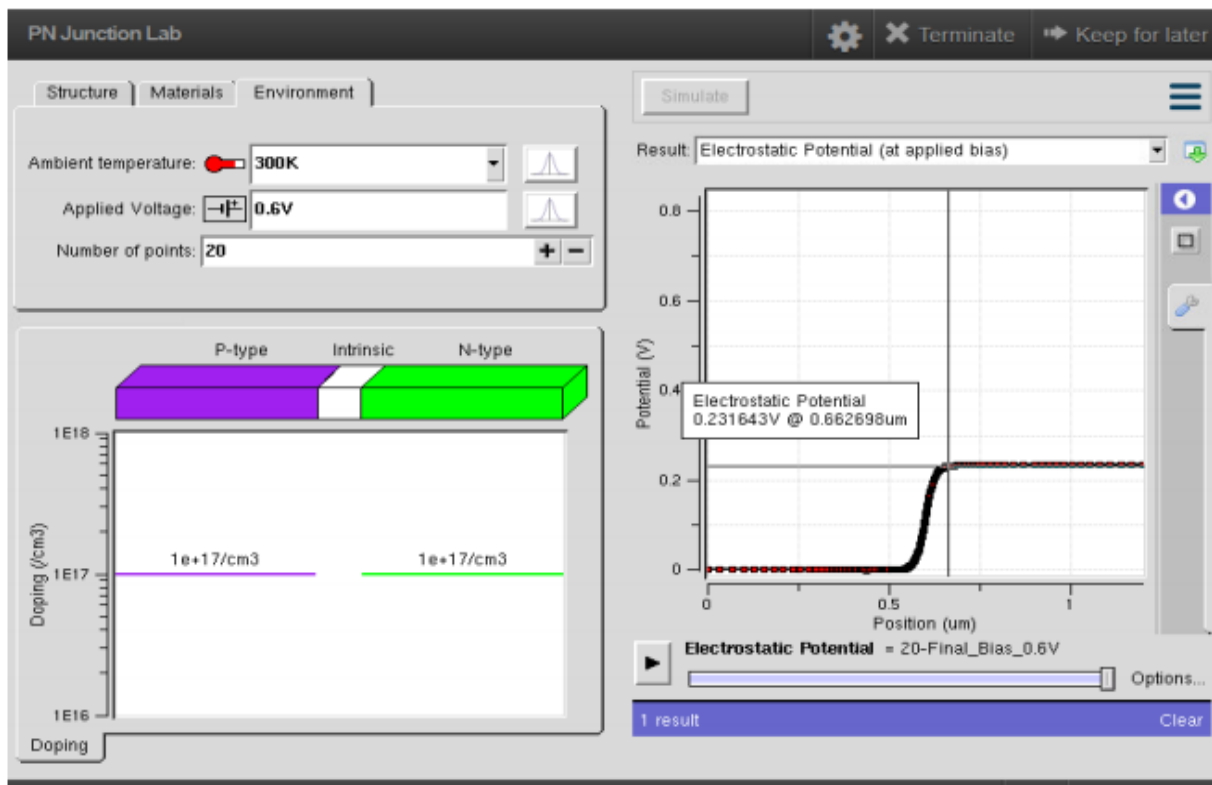 PN Junction Lab
Terminate
Keep for later
Structure
Materials
Environment
Ambient temperature:
300K
Applied Voltage:
0.6V
Number of points:
20
+
−
P-type
Intrinsic
N-type
1E18
1E17
1E16
Doping (/cm3)
1e+17/cm3
1e+17/cm3
Doping
Simulate
Result:
Electrostatic Potential (at applied bias)
0.8
0.6
0.4
0.2
0
Potential (V)
Electrostatic Potential
0.231643V @ 0.662698um
0
0.5
1
Position (um)
Electrostatic Potential = 20-Final_Bias_0.6V
Options...
1 result
Clear